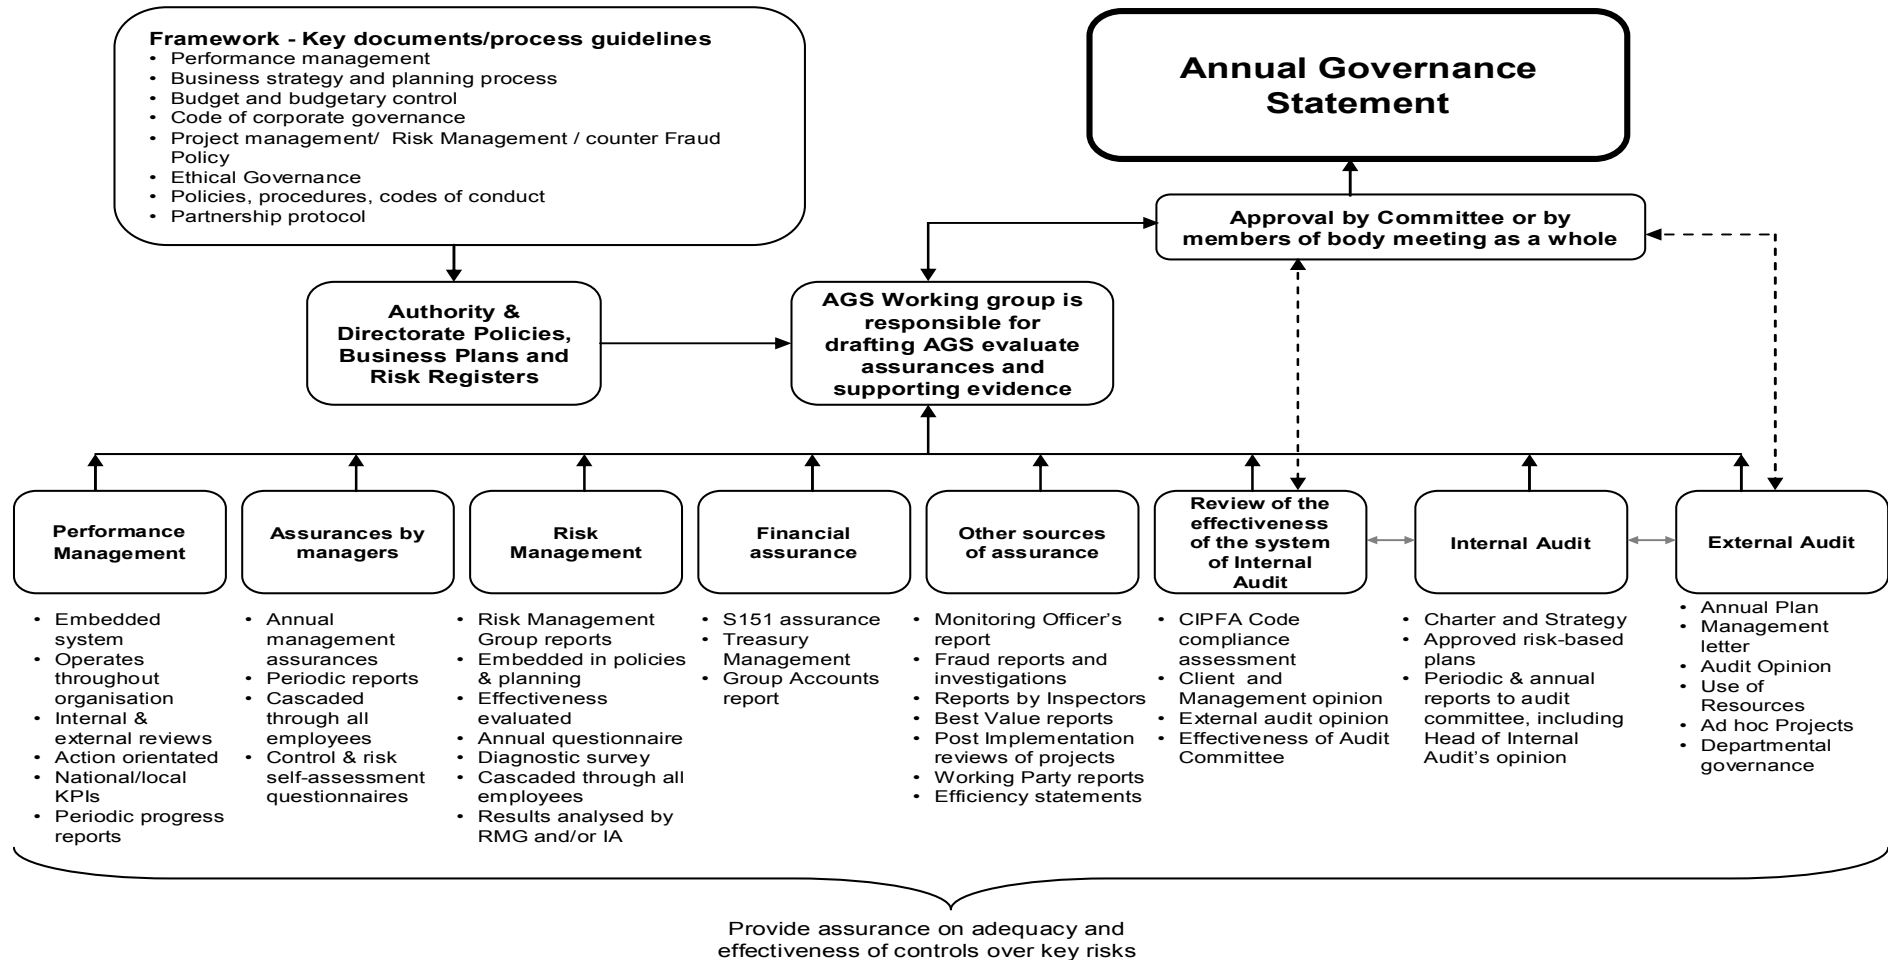 Framework - Key documents/process guidelines
• Performance management
• Business strategy and planning process
• Budget and budgetary control
• Code of corporate governance
• Project management/ Risk Management / counter Fraud
Policy
• Ethical Governance
• Policies, procedures, codes of conduct
• Partnership protocol
Annual Governance
Statement
Approval by Committee or by
members of body meeting as a whole
Authority &
Directorate Policies,
Business Plans and
Risk Registers
AGS Working group is
responsible for
drafting AGS evaluate
assurances and
supporting evidence
Performance
Management
• Embedded
system
• Operates
throughout
organisation
• Internal &
external reviews
• Action orientated
• National/local
KPIs
• Periodic progress
reports
Assurances by
managers
• Annual
management
assurances
• Periodic reports
• Cascaded
through all
employees
• Control & risk
self-assessment
questionnaires
Risk
Management
• Risk Management
Group reports
• Embedded in policies
& planning
• Effectiveness
evaluated
• Annual questionnaire
• Diagnostic survey
• Cascaded through all
employees
• Results analysed by
RMG and/or IA
Financial
assurance
• S151 assurance
• Treasury
Management
• Group Accounts
report
Other sources
of assurance
• Monitoring Officer's
report
• Fraud reports and
investigations
• Reports by Inspectors
• Best Value reports
• Post Implementation
reviews of projects
• Working Party reports
• Efficiency statements
Review of the
effectiveness
of the system
of Internal
Audit
• CIPFA Code
compliance
assessment
• Client and
Management opinion
• External audit opinion
• Effectiveness of Audit
Committee
Internal Audit
• Charter and Strategy
• Approved risk-based
plans
• Periodic & annual
reports to audit
committee, including
Head of Internal
Audit's opinion
External Audit
• Annual Plan
• Management
letter
• Audit Opinion
• Use of
Resources
• Ad hoc Projects
• Departmental
governance
Provide assurance on adequacy and
effectiveness of controls over key risks